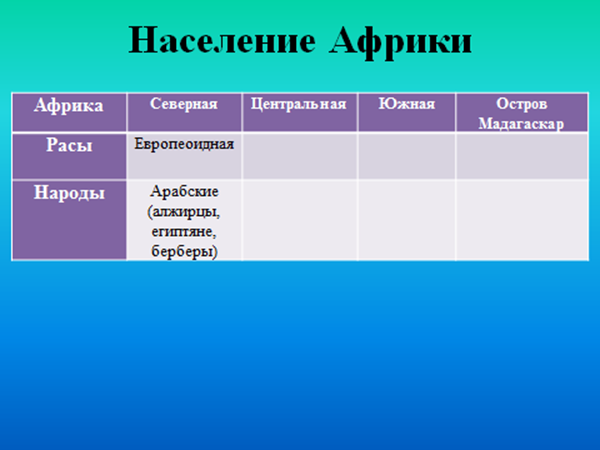 Население Африки
Африка Северная Центральная Южная Остров
Мадагаскар
Расы Европеоидная
Народы Арабские
(алжирцы,
египтяне,
берберы)